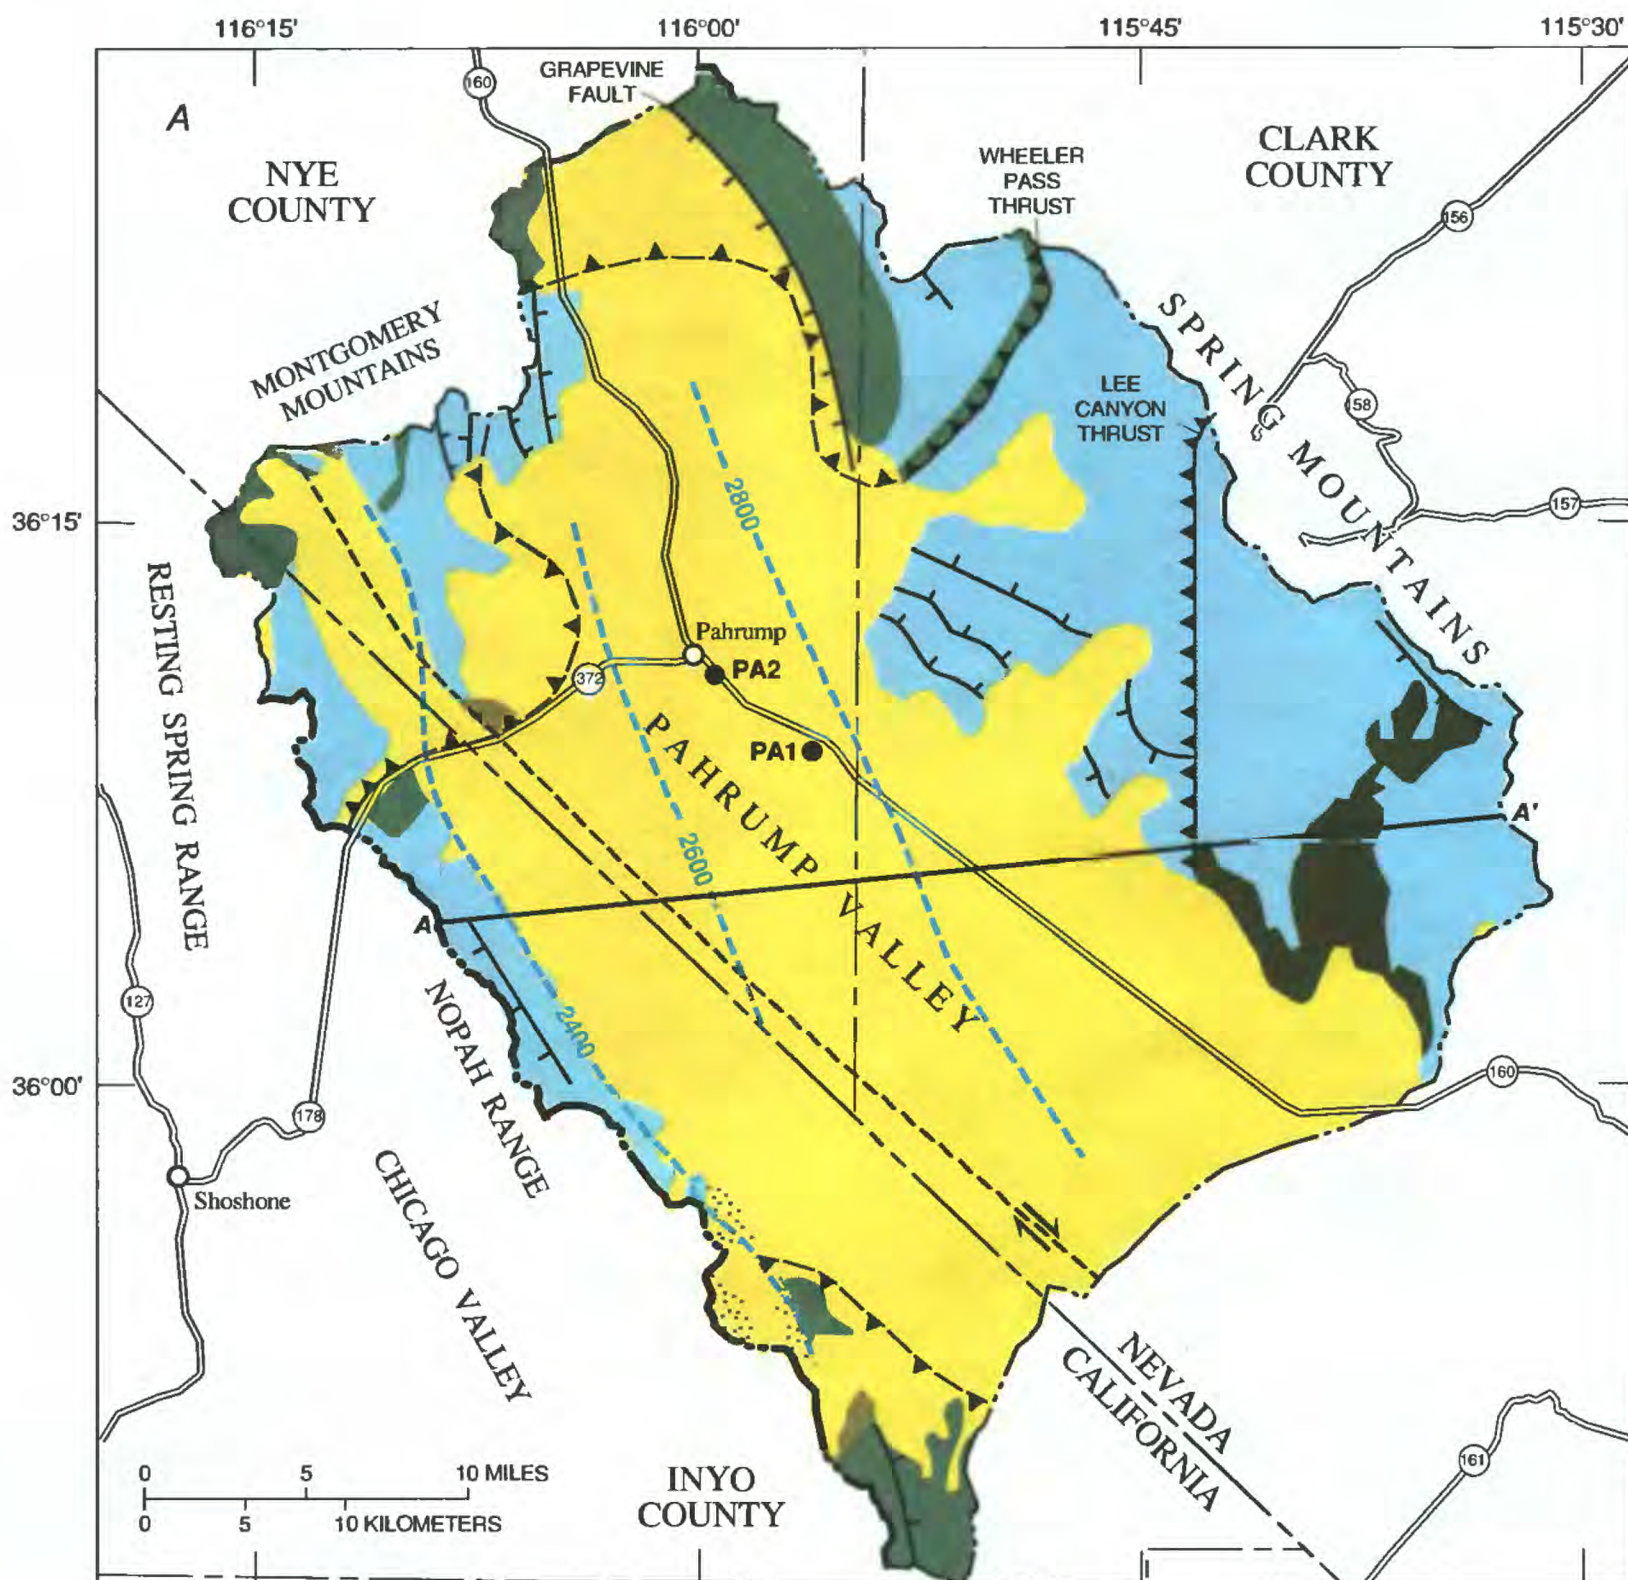 116°15'
116°00'
115°45'
115°30'
A
160
GRAPEVINE
FAULT
NYE
COUNTY
WHEELER
PASS
THRUST
CLARK
COUNTY
156
MONTGOMERY
MOUNTAINS
SPRING MOUNTAINS
LEE
CANYON
THRUST
58
157
36°15'
2800
RESTING SPRING RANGE
Pahrump
PA2
372
PA1
PAHRUMP VALLEY
2600
A'
A
127
NOPAH RANGE
2400
36°00'
160
178
Shoshone
CHICAGO VALLEY
NEVADA
CALIFORNIA
161
INYO
COUNTY
0 5 10 MILES
0 5 10 KILOMETERS